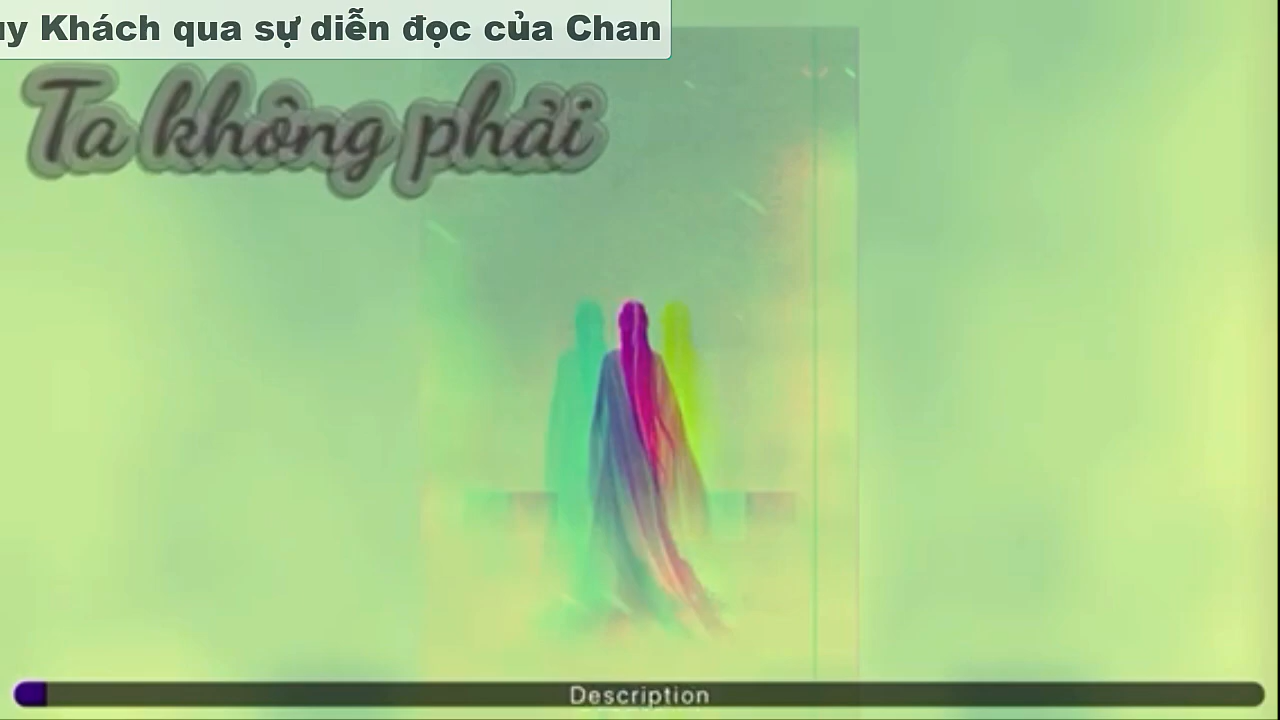 Khách qua sự diễn đọc của Chan
Ta không phải
Description